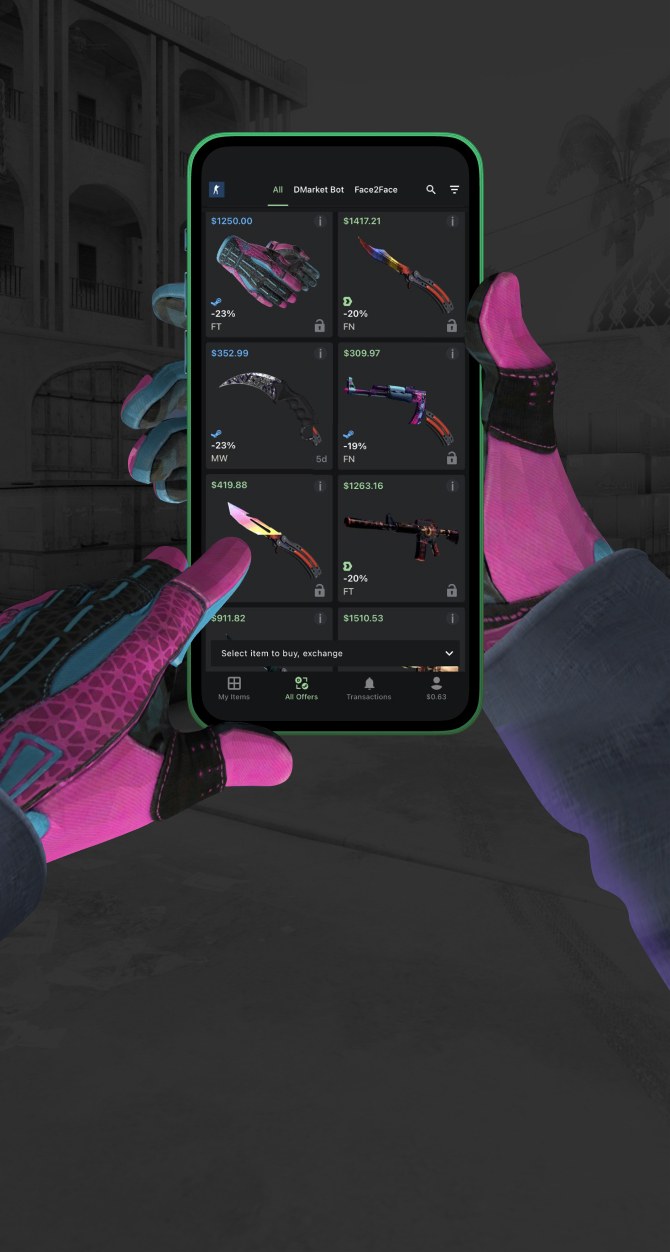 All DMarket Bot Face2Face
$1250.00
-23%
FT
$1417.21
-20%
FN
$352.99
-23%
MW 5d
$309.97
-19%
FN
$419.88
$1263.16
-20%
FT
$911.82
$1510.53
Select item to buy, exchange
My Items All Offers Transactions $0.63